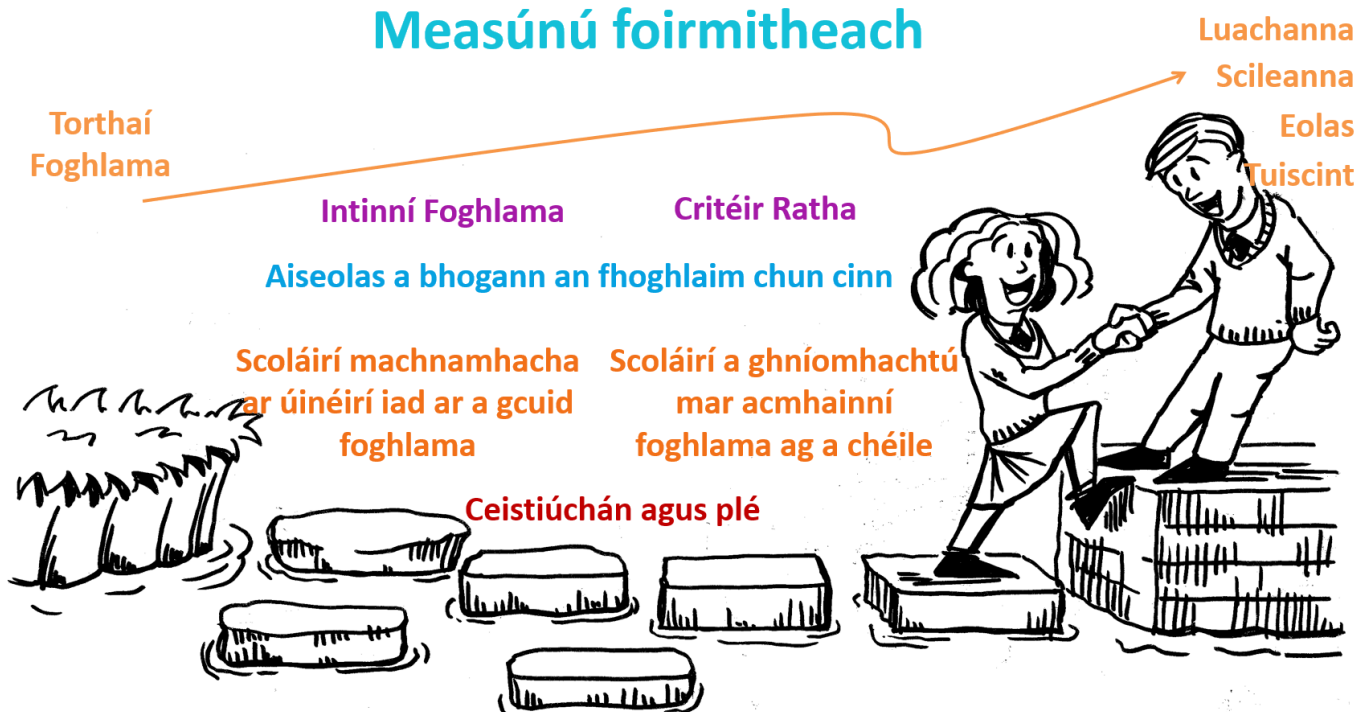 Measúnú foirmitheach
Luachanna
Scileanna
Eolas
Tuiscint
Torthaí
Foghlama
Intinní Foghlama
Critéir Ratha
Aiseolas a bhogann an fhoghlaim chun cinn
Scoláirí machnamhacha
ar úinéirí iad ar a gcuid
foghlama
Scoláirí a ghníomhachtú
mar acmhainní
foghlama ag a chéile
Ceistiúchán agus plé